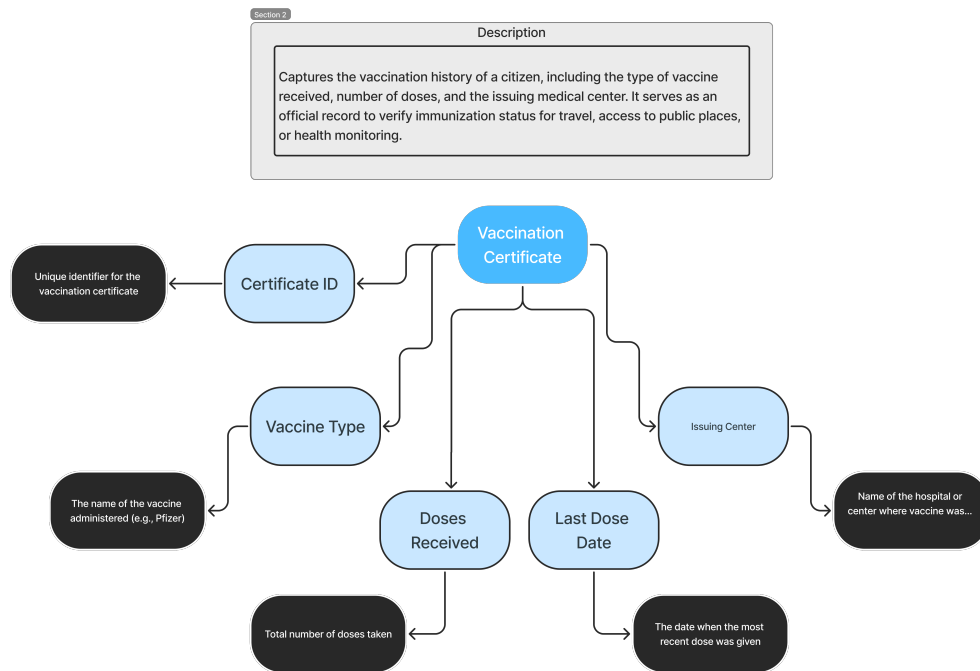 Section 2
Description
Captures the vaccination history of a citizen, including the type of vaccine
received, number of doses, and the issuing medical center. It serves as an
official record to verify immunization status for travel, access to public places,
or health monitoring.
Vaccination
Certificate
Certificate ID
Unique identifier for the
vaccination certificate
Vaccine Type
Issuing Center
The name of the vaccine
administered (e.g., Pfizer)
Doses
Received
Last Dose
Date
Name of the hospital or
center where vaccine was...
Total number of doses taken
The date when the most
recent dose was given